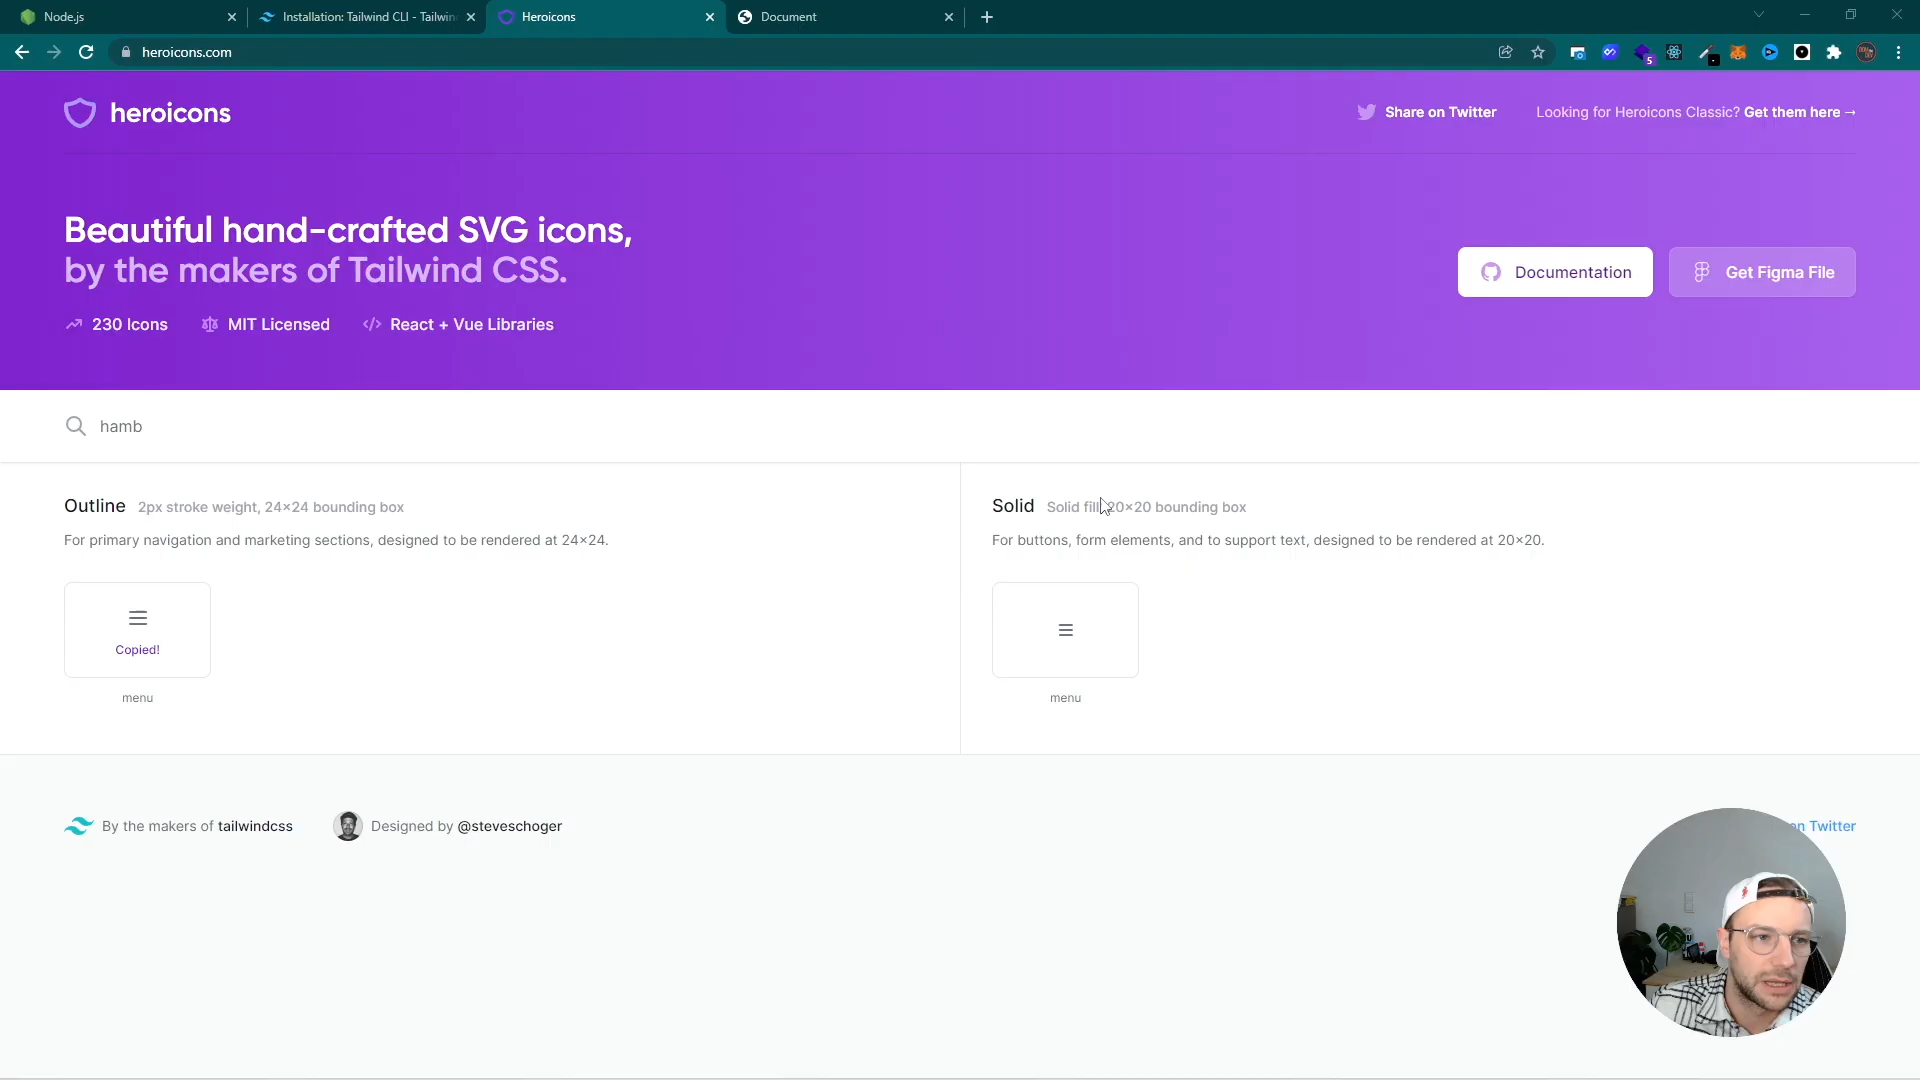 Node.js
Installation: Tailwind CLI - Tailwin
Heroicons
Document
heroicons.com
5
heroicons
Share on Twitter
Looking for Heroicons Classic? Get them here →
Beautiful hand-crafted SVG icons,
by the makers of Tailwind CSS.
Documentation
Get Figma File
230 Icons
MIT Licensed
React + Vue Libraries
hamb
Outline 2px stroke weight, 24×24 bounding box
For primary navigation and marketing sections, designed to be rendered at 24×24.
Copied!
menu
Solid Solid fill, 20×20 bounding box
For buttons, form elements, and to support text, designed to be rendered at 20×20.
menu
By the makers of tailwindcss
Designed by @steveschoger
on Twitter